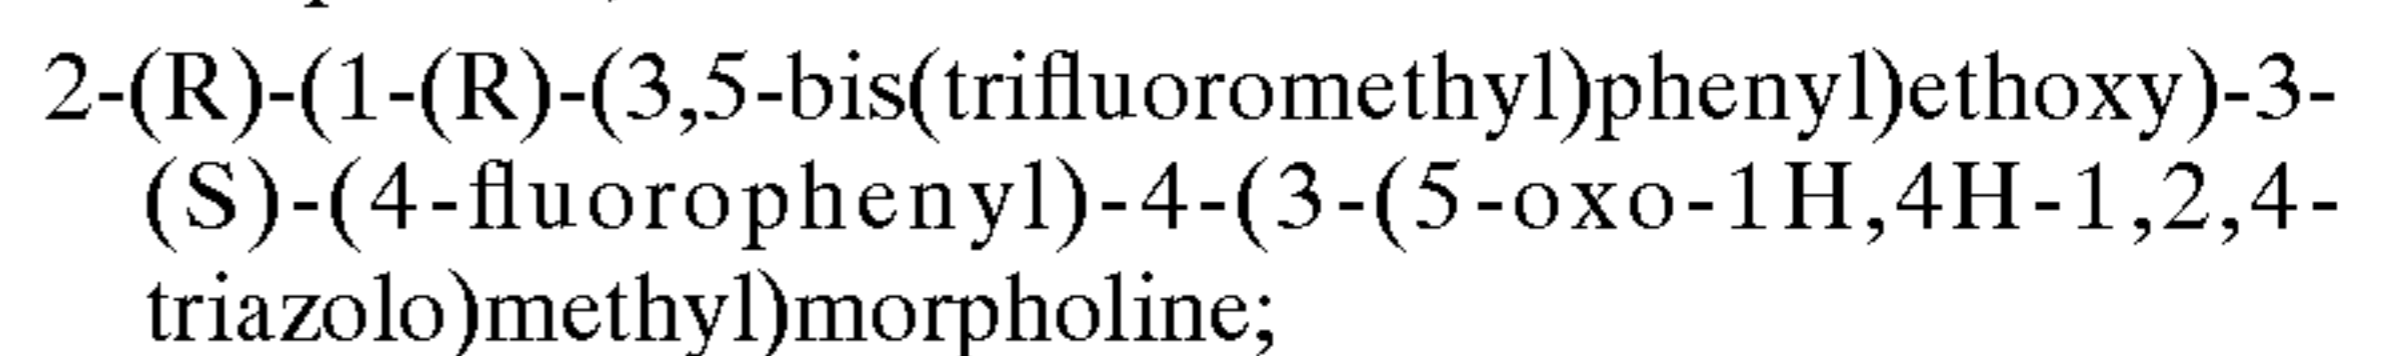 2-(R)-(1-(R)-(3,5-bis(trifluoromethyl)phenyl)ethoxy)-3-
(S)-(4-fluorophenyl)-4-(3-(5-oxo-1H,4H-1,2,4-
triazolo)methyl)morpholine;